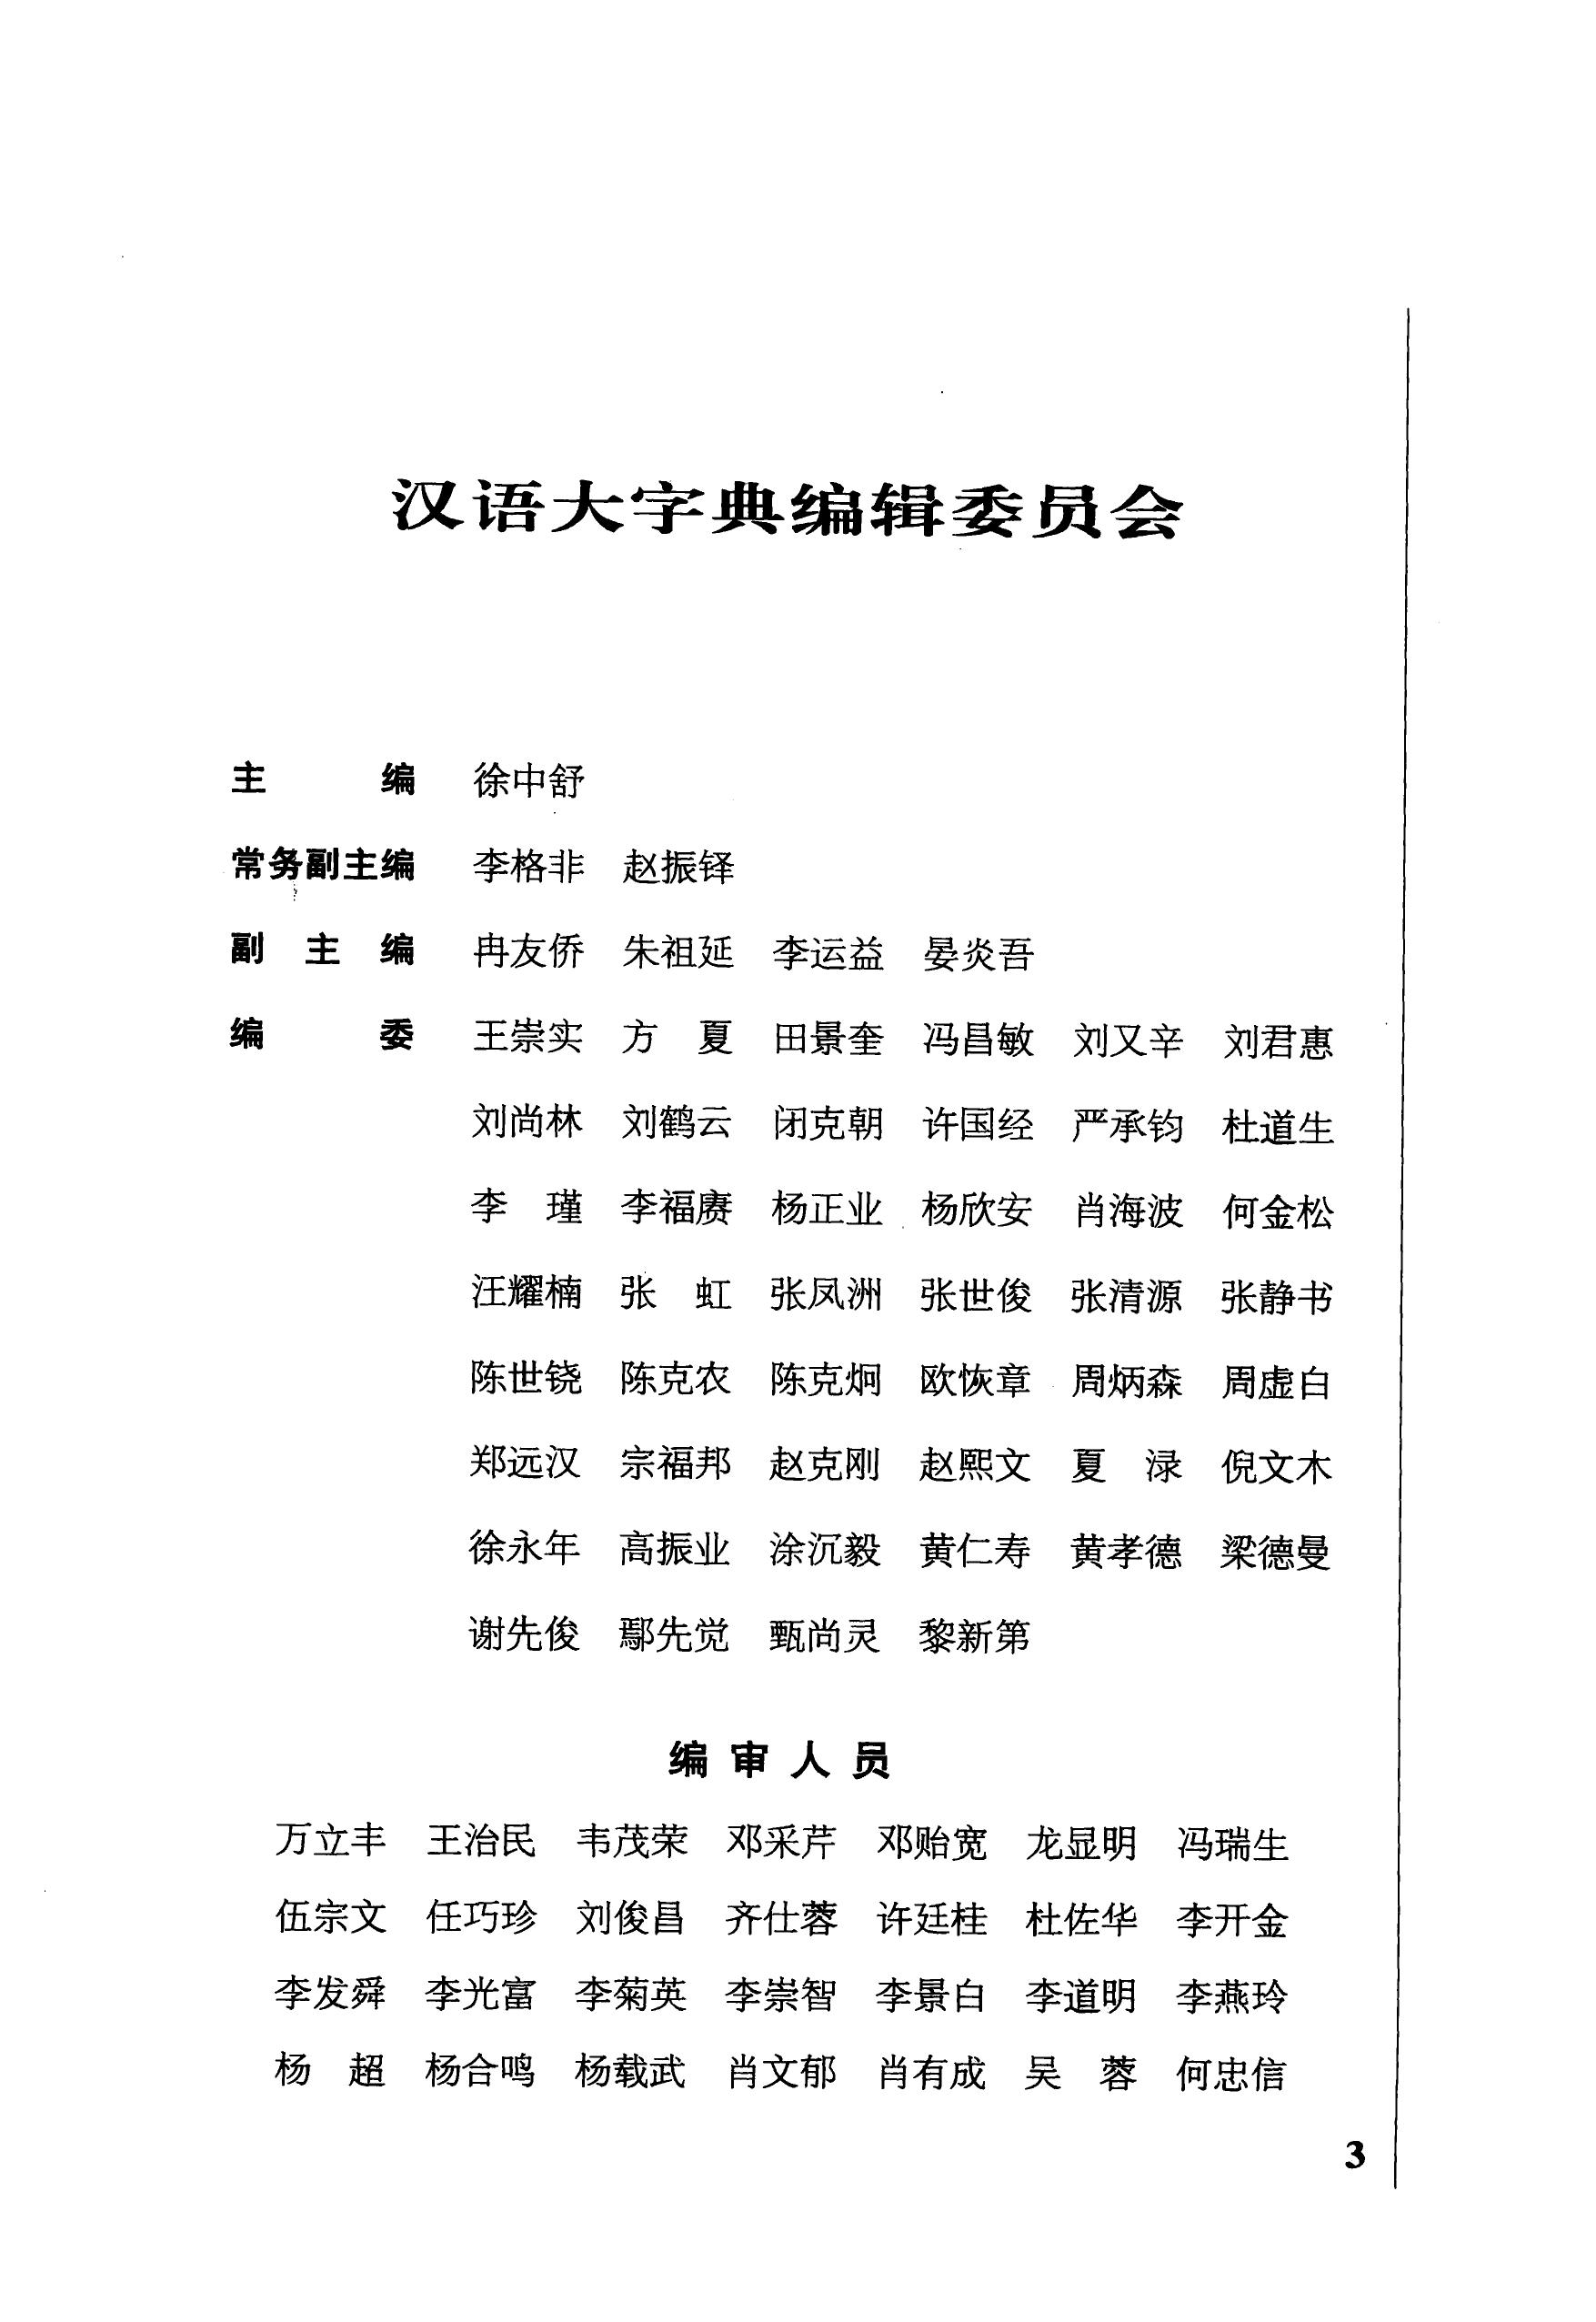 汉语大字典编辑委员会
主 编 徐中舒
常务副主编 李格非 赵振铎
副主编 冉友侨 朱祖延 李运益 晏炎吾
编 委 王崇实 方 夏 田景奎 冯昌敏 刘又辛 刘君惠
刘尚林 刘鹤云 闭克朝 许国经 严承钧 杜道生
李 瑾 李福赓 杨正业 杨欣安 肖海波 何金松
汪耀楠 张 虹 张凤洲 张世俊 张清源 张静书
陈世铙 陈克农 陈克炯 欧恢章 周炳森 周虚白
郑远汉 宗福邦 赵克刚 赵熙文 夏 渌 倪文木
徐永年 高振业 涂沉毅 黄仁寿 黄孝德 梁德曼
谢先俊 鄢先觉 甄尚灵 黎新第
编审人员
万立丰 王治民 韦茂荣 邓采芹 邓贻宽 龙显明 冯瑞生
伍宗文 任巧珍 刘俊昌 齐仕蓉 许廷桂 杜佐华 李开金
李发舜 李光富 李菊英 李崇智 李景白 李道明 李燕玲
杨 超 杨合鸣 杨载武 肖文郁 肖有成 吴 蓉 何忠信
3